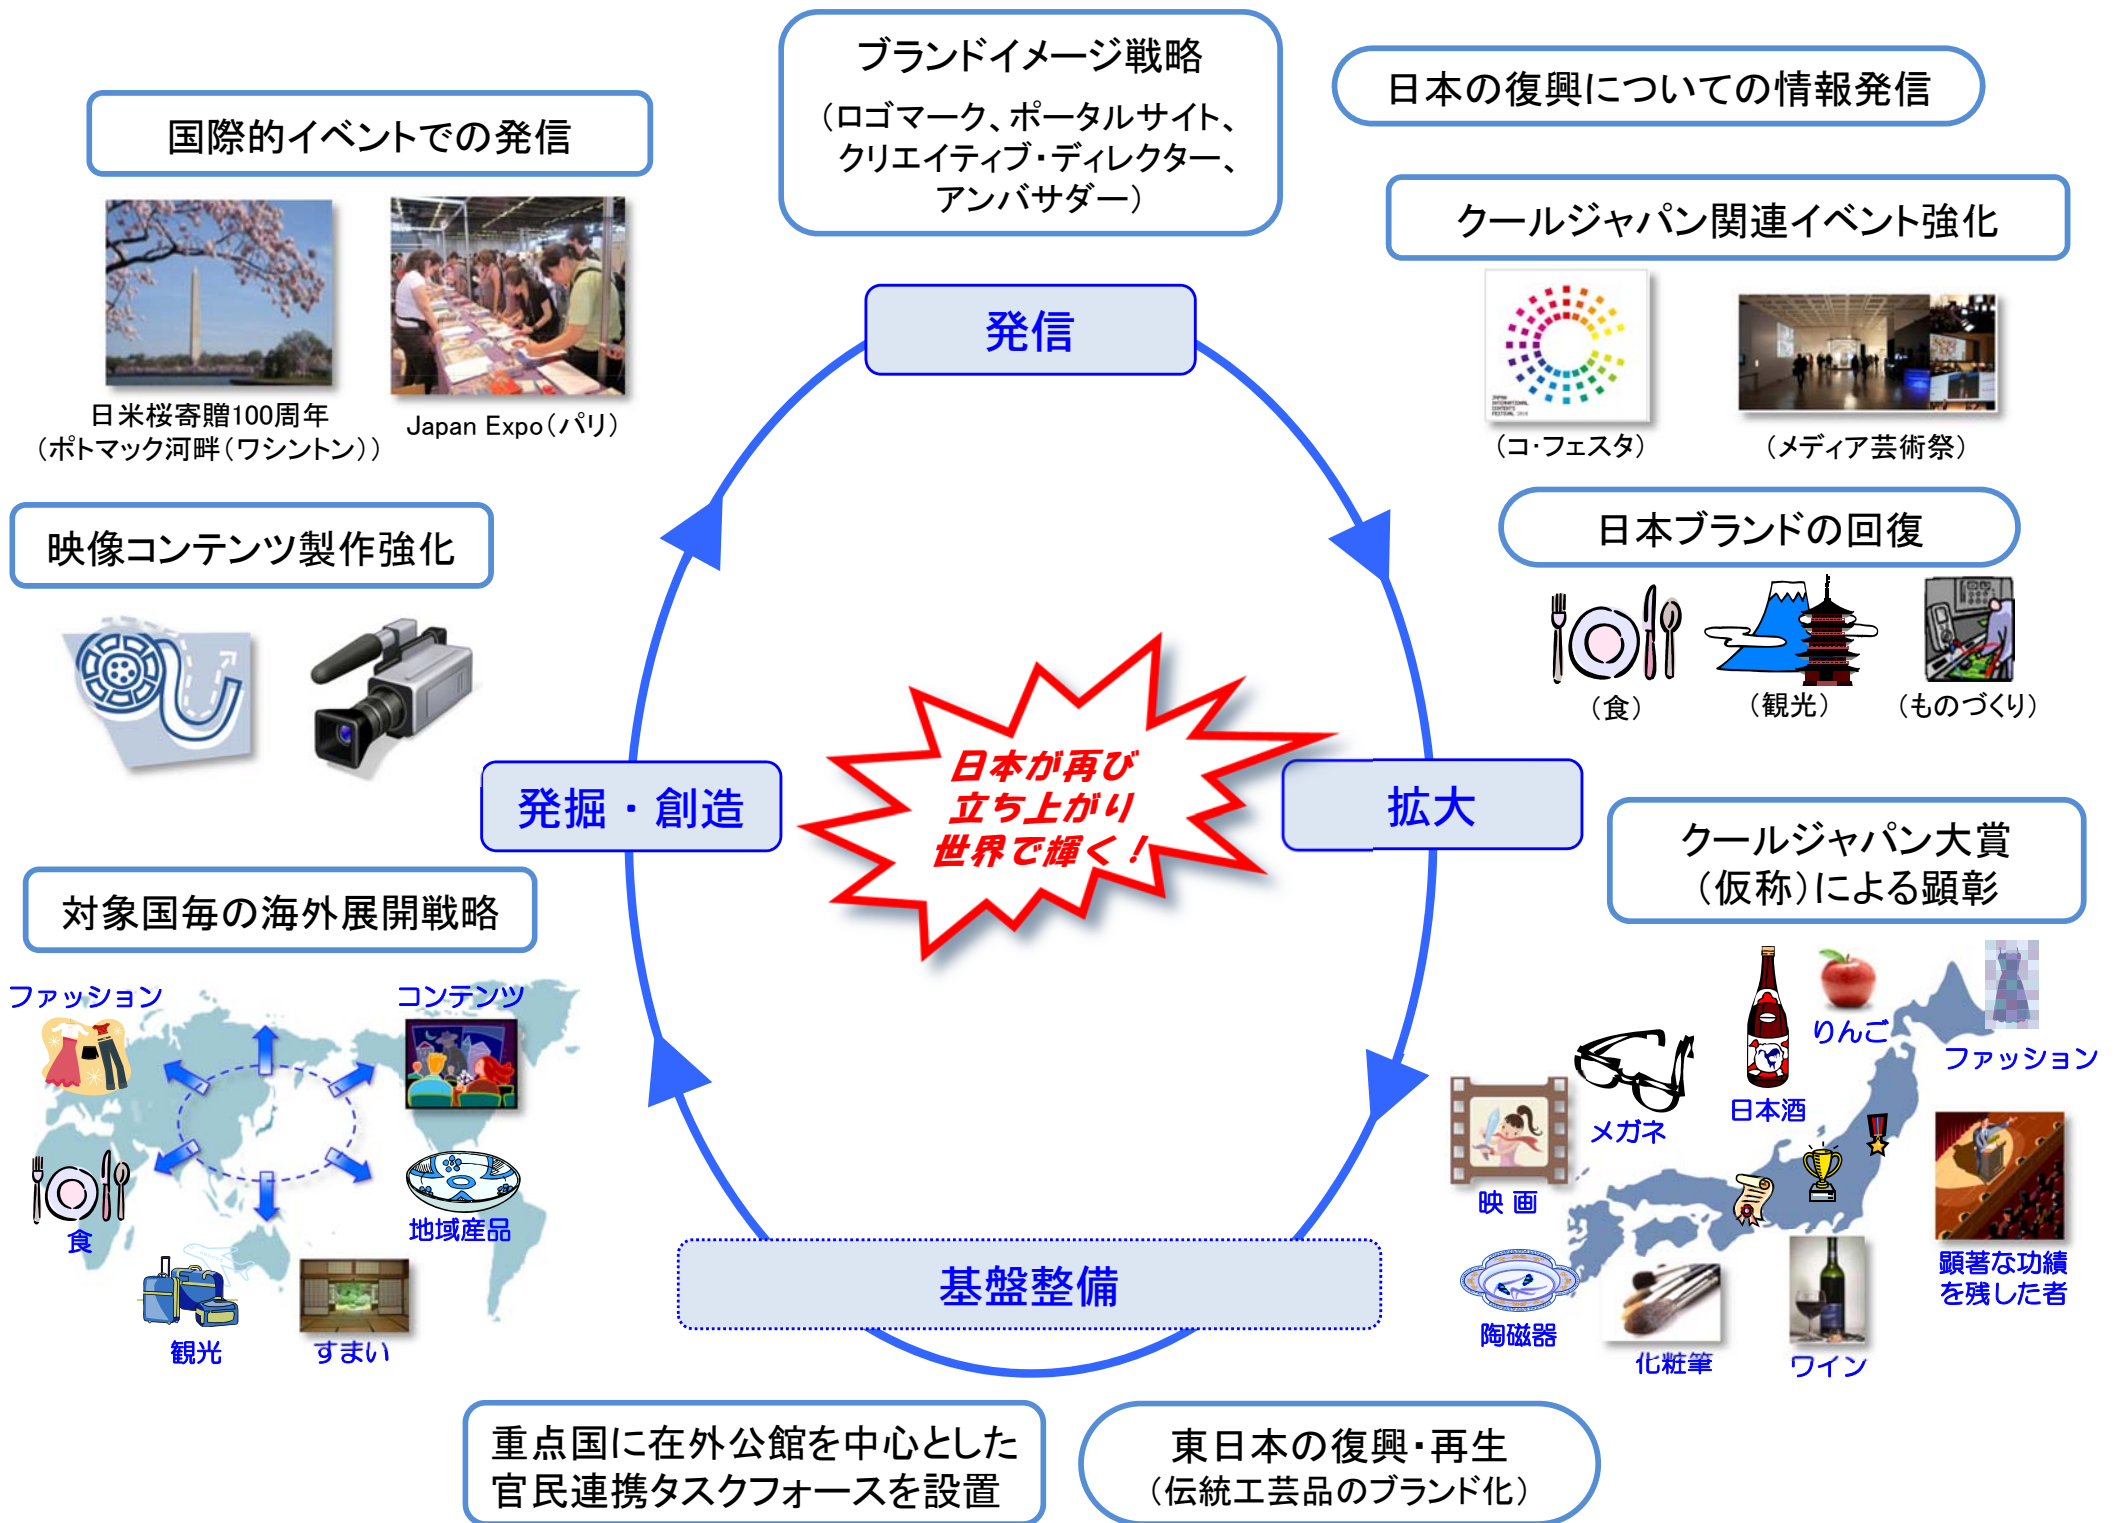 ブランドイメージ戦略
（ロゴマーク、ポータルサイト、
クリエイティブ・ディレクター、
アンバサダー）
日本の復興についての情報発信
国際的イベントでの発信
日米桜寄贈100周年
（ポトマック河畔（ワシントン））
Japan Expo（パリ）
クールジャパン関連イベント強化
JAPAN
INTERNATIONAL
CONTENTS
（コ・フェスタ）
（メディア芸術祭）
発信
映像コンテンツ製作強化
日本ブランドの回復
（食）
（観光）
（ものづくり）
発掘・創造
日本が再び
立ち上がり
世界で輝く！
拡大
クールジャパン大賞
（仮称）による顕彰
対象国毎の海外展開戦略
ファッション
コンテンツ
食
地域産品
観光
すまい
りんご
ファッション
日本酒
メガネ
映画
陶磁器
化粧筆
ワイン
顕著な功績
を残した者
基盤整備
重点国に在外公館を中心とした
官民連携タスクフォースを設置
東日本の復興・再生
（伝統工芸品のブランド化）